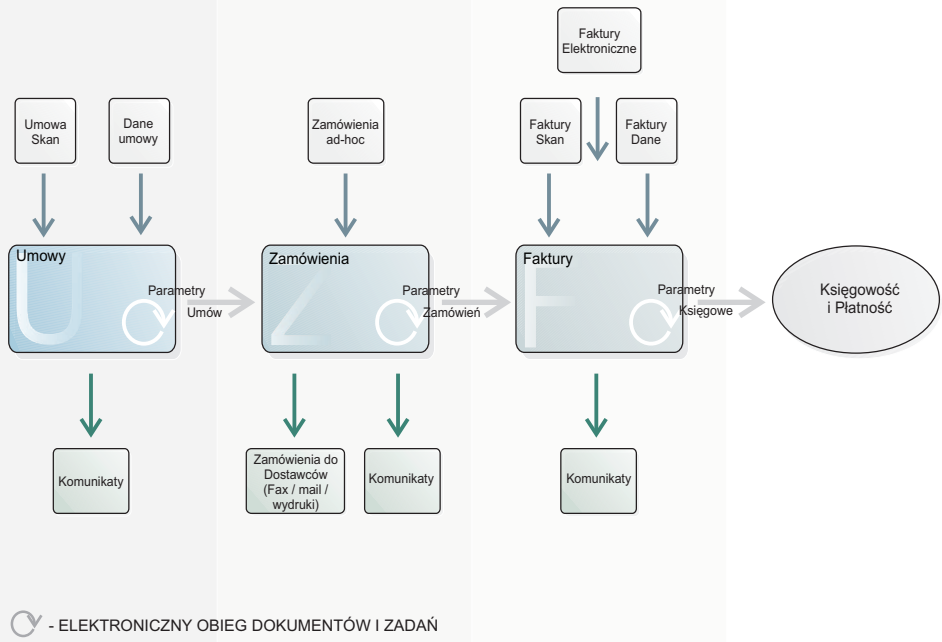 Faktury
Elektroniczne
Umowa
Skan
Dane
umowy
Zamówienia
ad-hoc
Faktury
Skan
Faktury
Dane
Umowy
U
Parametry
Umów
Zamówienia
Z
Parametry
Zamówień
Faktury
F
Parametry
Księgowe
Księgowość
i Płatność
Komunikaty
Zamówienia do
Dostawców
(Fax / mail /
wydruki)
Komunikaty
Komunikaty
- ELEKTRONICZNY OBIEG DOKUMENTÓW I ZADAŃ